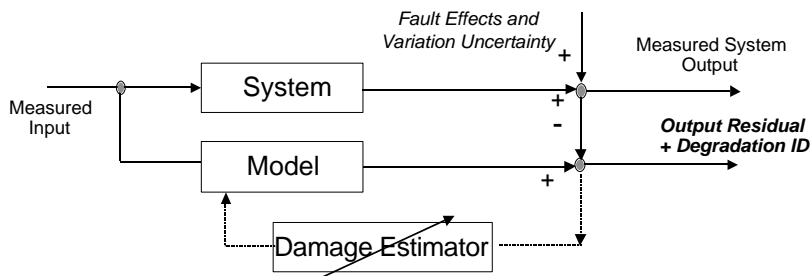 Fault Effects and
Variation Uncertainty
+
Measured System
Output
System
Measured
Input
+
-
Output Residual
+ Degradation ID
Model
+
Damage Estimator